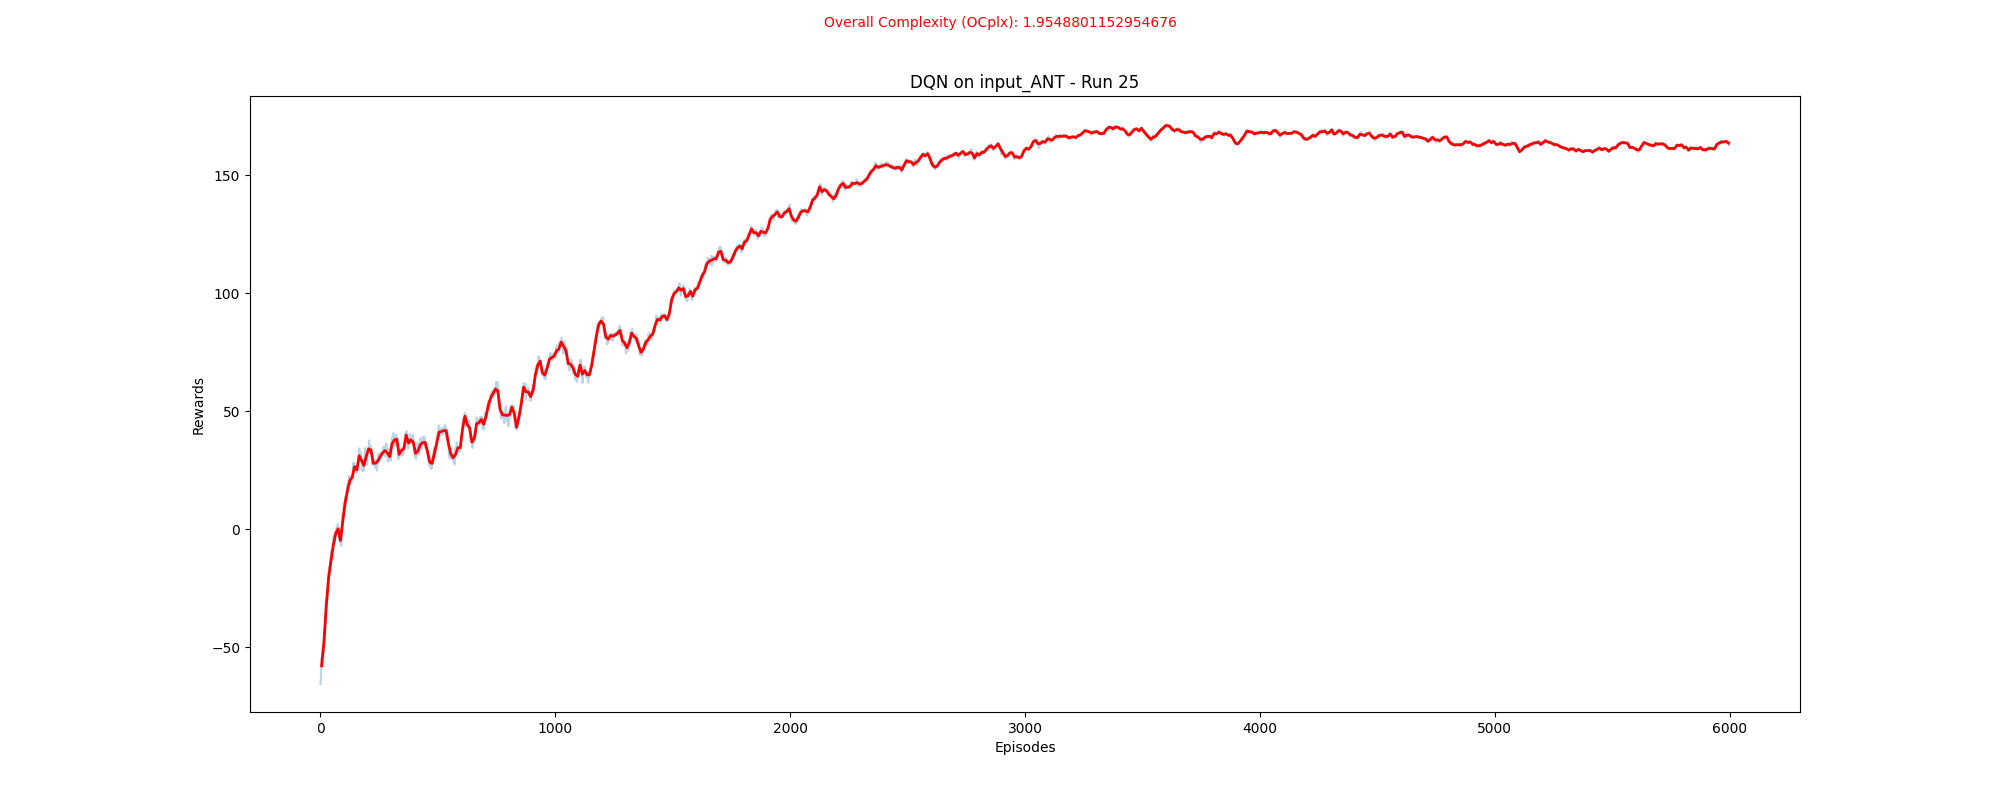 Overall Complexity (OCplx): 1.9548801152954676
DQN on input_ANT - Run 25
Rewards
150
100
50
0
−50
0 1000 2000 3000 4000 5000 6000
Episodes